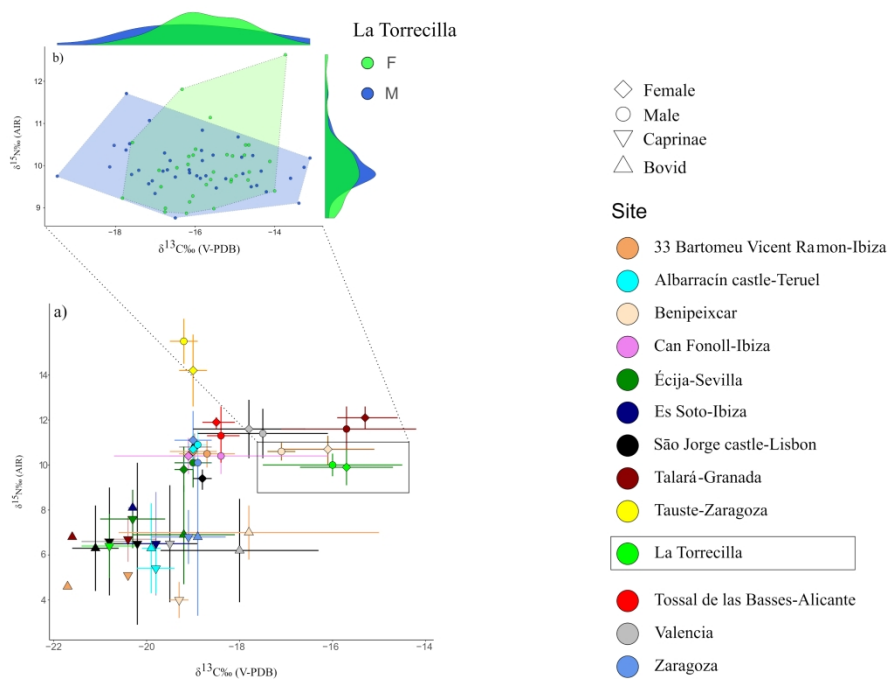 La Torrecilla
F
M
b)
12
11
10
9
δ15N‰ (AIR)
−18
−16
−14
δ13C‰ (V-PDB)
a)
14
12
10
8
6
4
δ15N‰ (AIR)
−22
−20
−18
−16
−14
δ13C‰ (V-PDB)
Female
Male
Caprinae
Bovid
Site
33 Bartomeu Vicent Ramon-Ibiza
Albarracín castle-Teruel
Benipeixcar
Can Fonoll-Ibiza
Écija-Sevilla
Es Soto-Ibiza
São Jorge castle-Lisbon
Talará-Granada
Tauste-Zaragoza
La Torrecilla
Tossal de las Basses-Alicante
Valencia
Zaragoza